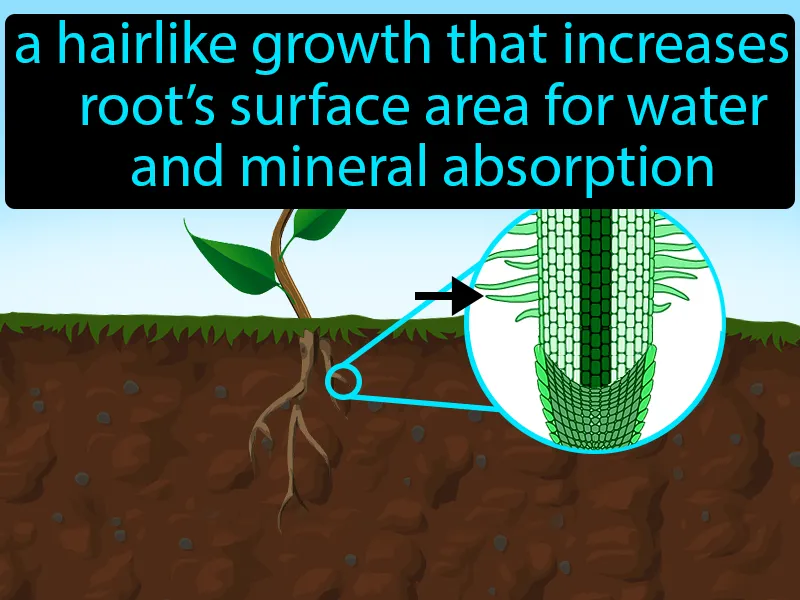 a hairlike growth that increases
root’s surface area for water
and mineral absorption